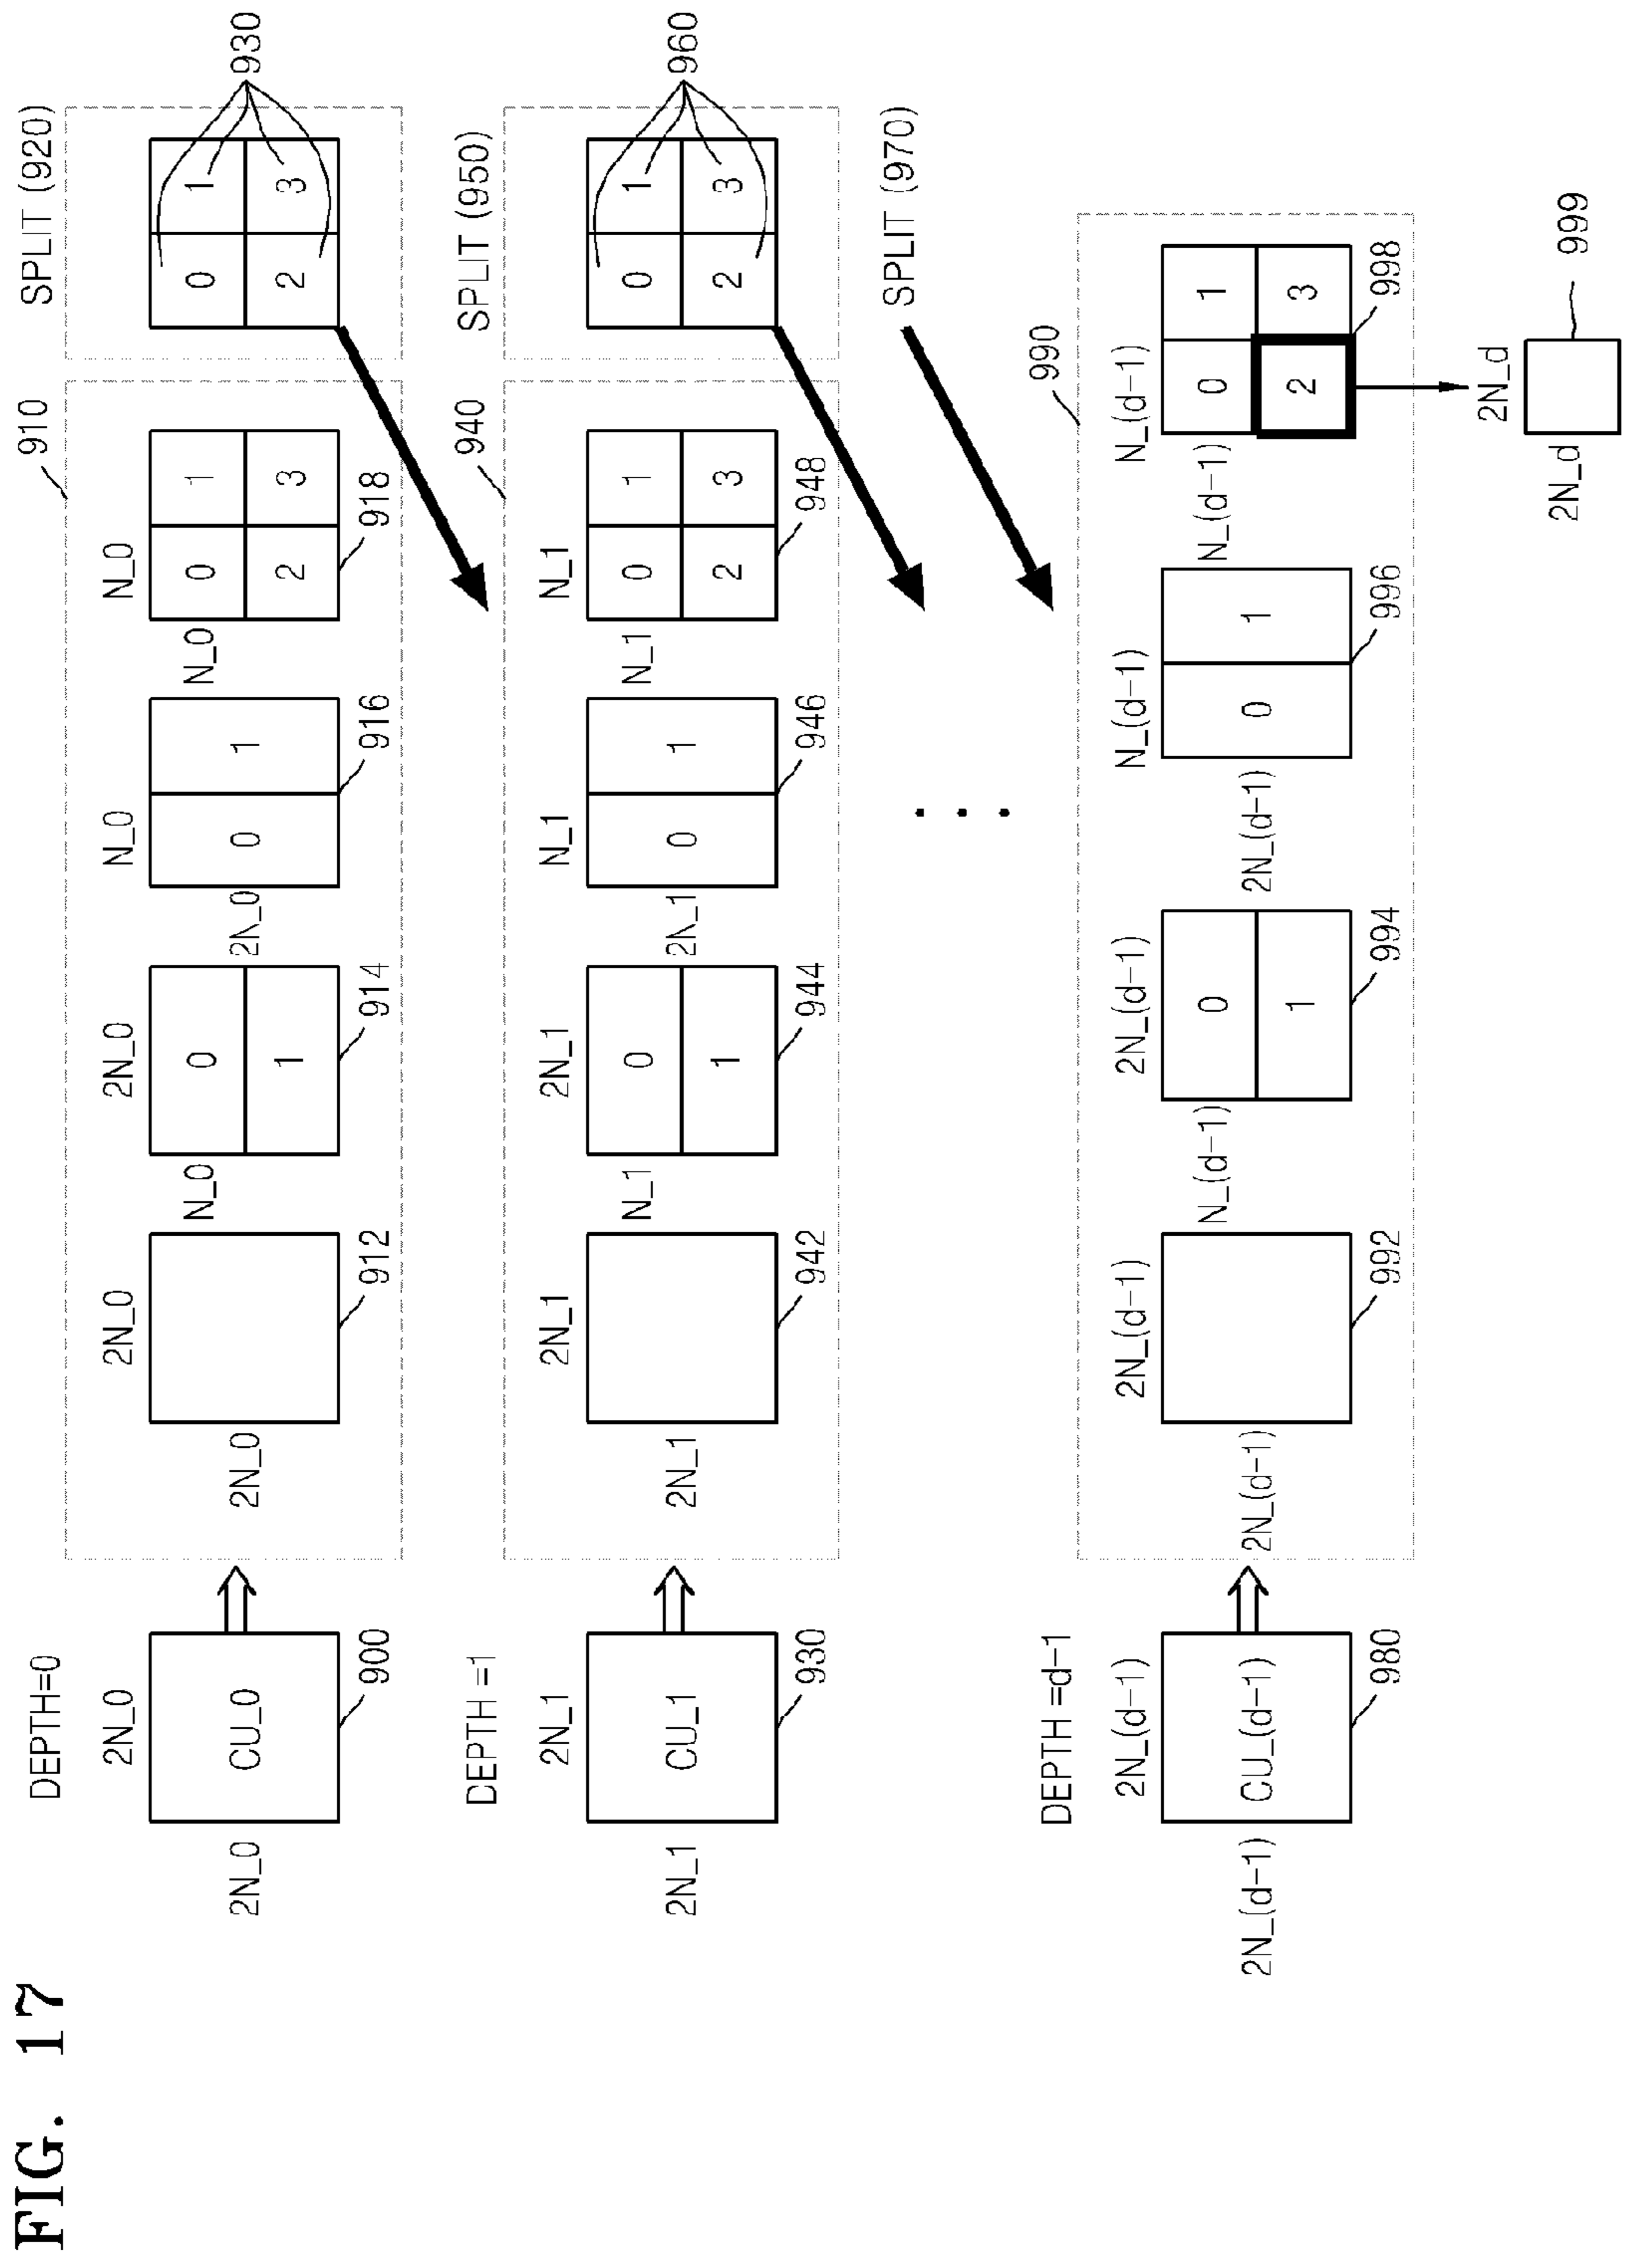 FIG. 17
DEPTH=0
2N_0
2N_0
CU_0
900
910
2N_0
2N_0
912
2N_0
N_0
0
1
914
N_0
2N_0
0
1
916
N_0
N_0
0
1
2
3
918
SPLIT (920)
0
1
2
3
930
DEPTH =1
2N_1
2N_1
CU_1
930
940
2N_1
2N_1
942
2N_1
N_1
0
1
944
N_1
2N_1
0
1
946
N_1
N_1
0
1
2
3
948
SPLIT (950)
0
1
2
3
960
SPLIT (970)
DEPTH =d-1
2N_(d-1)
2N_(d-1)
CU_(d-1)
980
990
2N_(d-1)
2N_(d-1)
992
2N_(d-1)
N_(d-1)
0
1
994
N_(d-1)
2N_(d-1)
0
1
996
N_(d-1)
N_(d-1)
0
1
2
3
998
2N_d
2N_d
999